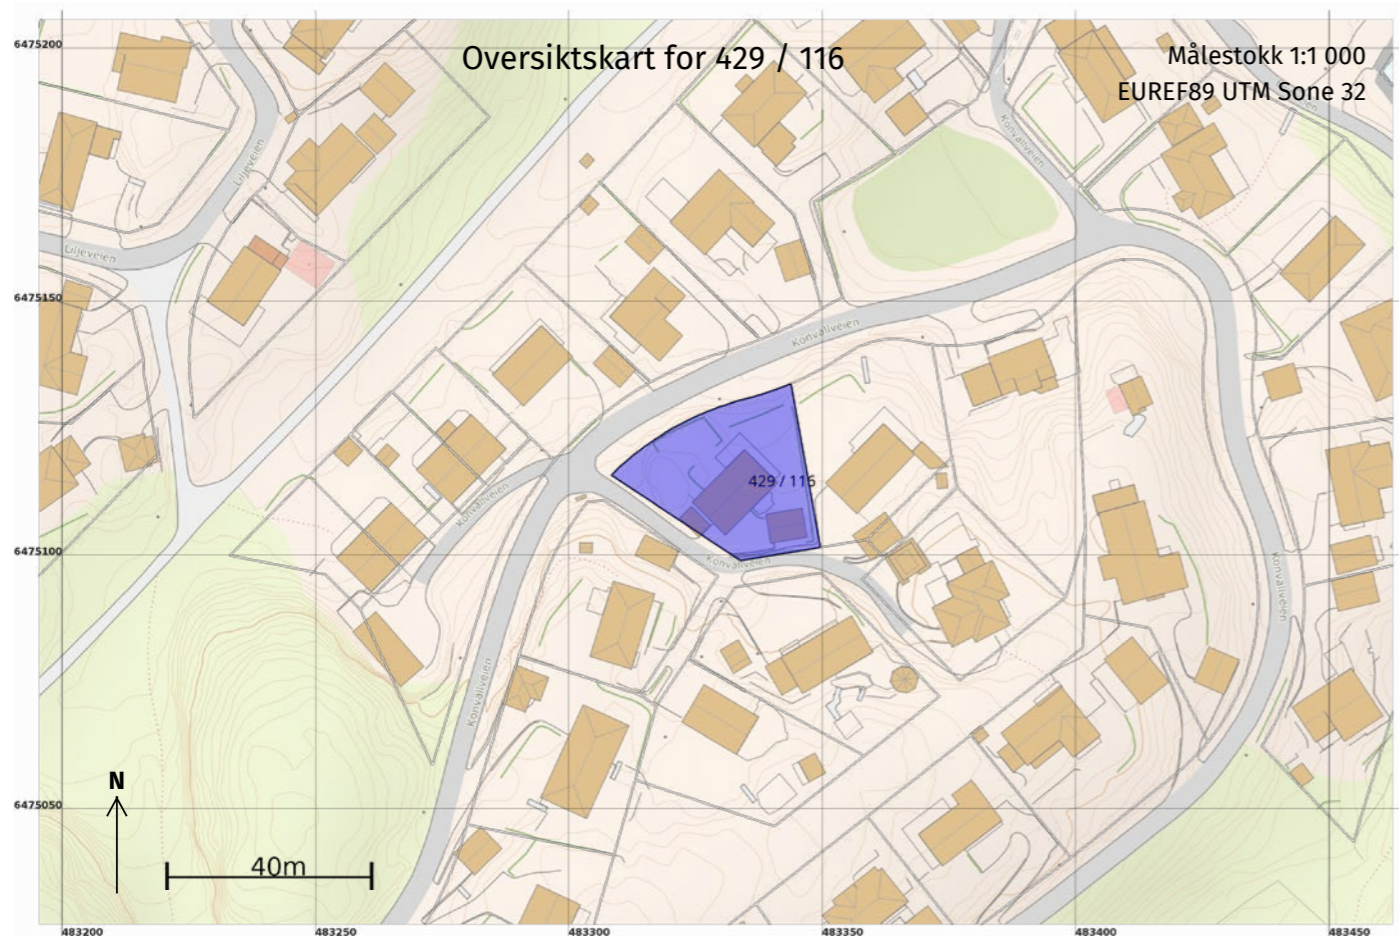 Oversiktskart for 429 / 116
Målestokk 1:1 000
EUREF89 UTM Sone 32
6475200
6475150
6475100
6475050
Liljeveien
Liljeveien
Konvallveien
Konvallveien
429 / 116
Konvallveien
Konvallveien
Konvallveien
Konvallveien
N
40m
483200
483250
483300
483350
483400
483450